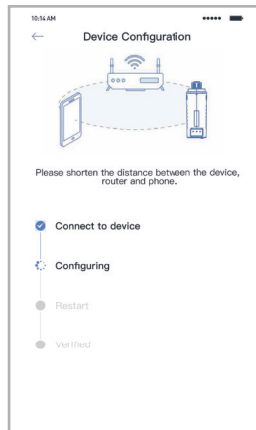 10:14 AM
Device Configuration
Please shorten the distance between the device,
router and phone.
Connect to device
Configuring
Restart
Verified